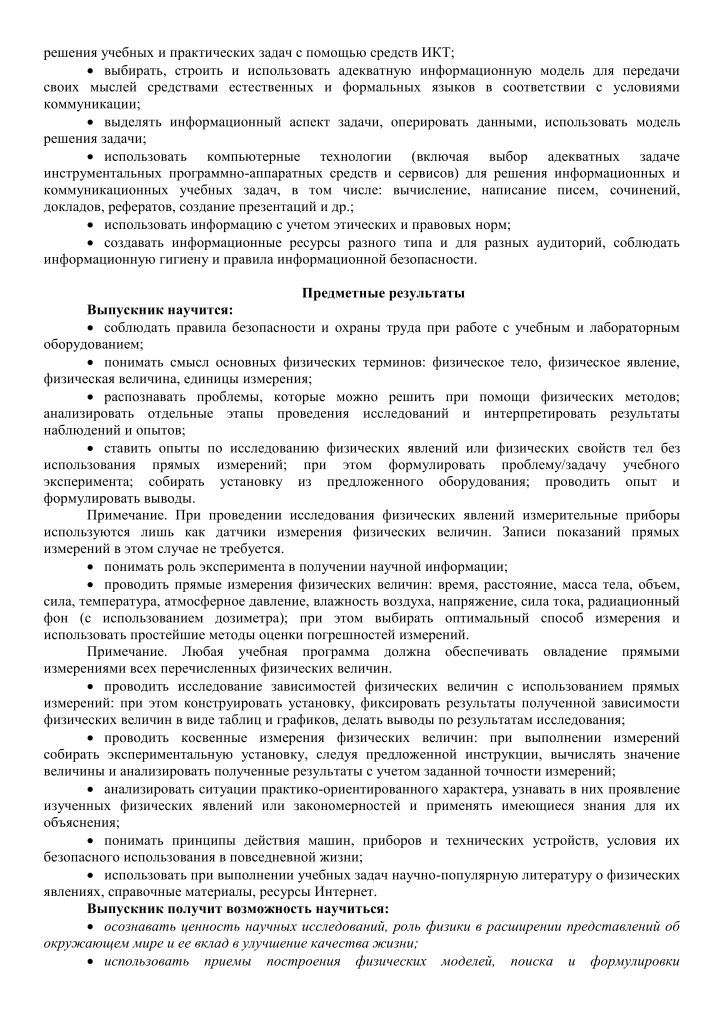 решения учебных и практических задач с помощью средств ИКТ;
• выбирать, строить и использовать адекватную информационную модель для передачи
своих мыслей средствами естественных и формальных языков в соответствии с условиями
коммуникации;
• выделять информационный аспект задачи, оперировать данными, использовать модель
решения задачи;
• использовать компьютерные технологии (включая выбор адекватных задаче
инструментальных программно-аппаратных средств и сервисов) для решения информационных и
коммуникационных учебных задач, в том числе: вычисление, написание писем, сочинений,
докладов, рефератов, создание презентаций и др.;
• использовать информацию с учетом этических и правовых норм;
• создавать информационные ресурсы разного типа и для разных аудиторий, соблюдать
информационную гигиену и правила информационной безопасности.
Предметные результаты
Выпускник научится:
• соблюдать правила безопасности и охраны труда при работе с учебным и лабораторным
оборудованием;
• понимать смысл основных физических терминов: физическое тело, физическое явление,
физическая величина, единицы измерения;
• распознавать проблемы, которые можно решить при помощи физических методов;
анализировать отдельные этапы проведения исследований и интерпретировать результаты
наблюдений и опытов;
• ставить опыты по исследованию физических явлений или физических свойств тел без
использования прямых измерений; при этом формулировать проблему/задачу учебного
эксперимента; собирать установку из предложенного оборудования; проводить опыт и
формулировать выводы.
Примечание. При проведении исследования физических явлений измерительные приборы
используются лишь как датчики измерения физических величин. Записи показаний прямых
измерений в этом случае не требуется.
• понимать роль эксперимента в получении научной информации;
• проводить прямые измерения физических величин: время, расстояние, масса тела, объем,
сила, температура, атмосферное давление, влажность воздуха, напряжение, сила тока, радиационный
фон (с использованием дозиметра); при этом выбирать оптимальный способ измерения и
использовать простейшие методы оценки погрешностей измерений.
Примечание. Любая учебная программа должна обеспечивать овладение прямыми
измерениями всех перечисленных физических величин.
• проводить исследование зависимостей физических величин с использованием прямых
измерений: при этом конструировать установку, фиксировать результаты полученной зависимости
физических величин в виде таблиц и графиков, делать выводы по результатам исследования;
• проводить косвенные измерения физических величин: при выполнении измерений
собирать экспериментальную установку, следуя предложенной инструкции, вычислять значение
величины и анализировать полученные результаты с учетом заданной точности измерений;
• анализировать ситуации практико-ориентированного характера, узнавать в них проявление
изученных физических явлений или закономерностей и применять имеющиеся знания для их
объяснения;
• понимать принципы действия машин, приборов и технических устройств, условия их
безопасного использования в повседневной жизни;
• использовать при выполнении учебных задач научно-популярную литературу о физических
явлениях, справочные материалы, ресурсы Интернет.
Выпускник получит возможность научиться:
• осознавать ценность научных исследований, роль физики в расширении представлений об
окружающем мире и ее вклад в улучшение качества жизни;
• использовать приемы построения физических моделей, поиска и формулировки